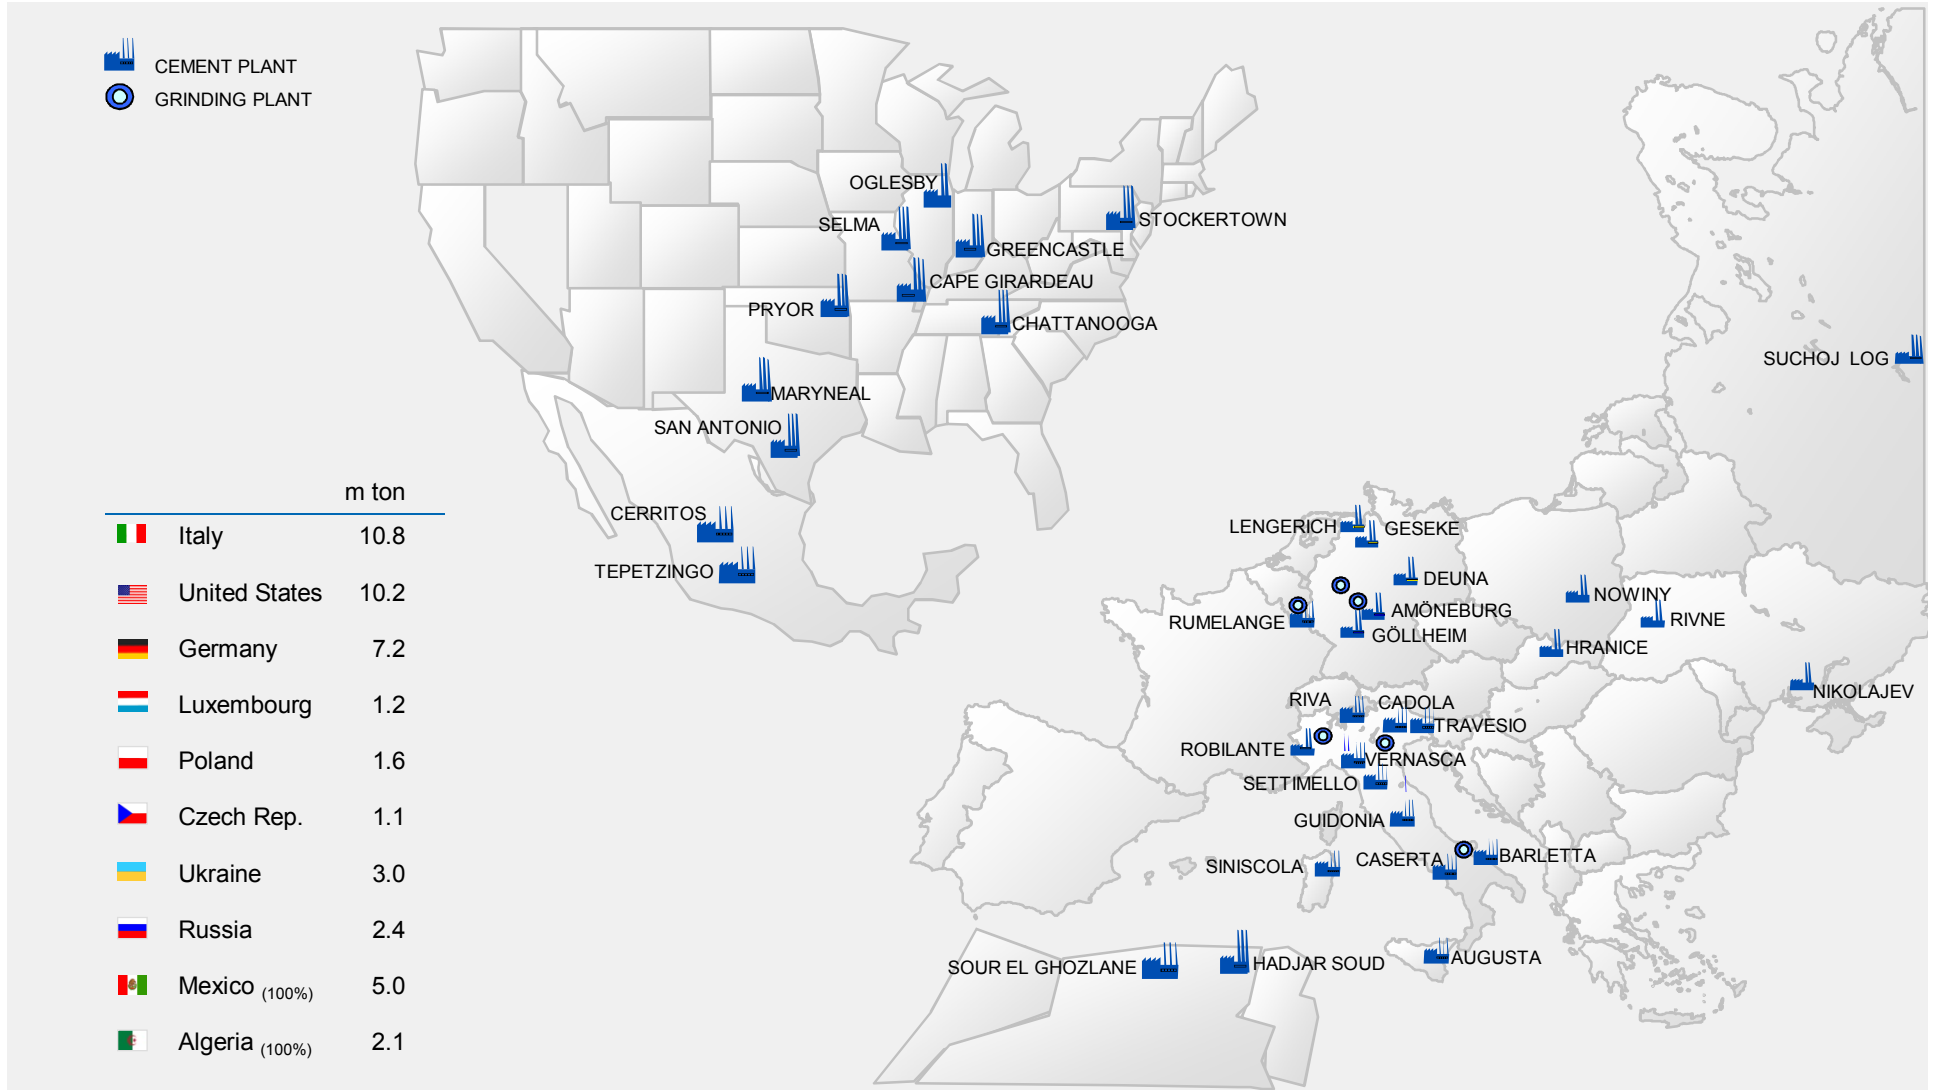 CEMENT PLANT
GRINDING PLANT
OGLESBY
SELMA
STOCKERTOWN
GREENCASTLE
CAPE GIRARDEAU
PRYOR
CHATTANOOGA
MARYNEAL
SAN ANTONIO
CERRITOS
TEPETZINGO
SUCHOJ LOG
LENGERICH
GESEKE
DEUNA
NOWINY
AMÖNEBURG
RUMELANGE
RIVNE
GÖLLHEIM
HRANICE
NIKOLAJEV
RIVA
CADOLA
TRAVESIO
ROBILANTE
VERNASCA
SETTIMELLO
GUIDONIA
BARLETTA
CASERTA
SINISCOLA
AUGUSTA
HADJAR SOUD
SOUR EL GHOZLANE
m ton
Italy 10.8
United States 10.2
Germany 7.2
Luxembourg 1.2
Poland 1.6
Czech Rep. 1.1
Ukraine 3.0
Russia 2.4
Mexico (100%) 5.0
Algeria (100%) 2.1